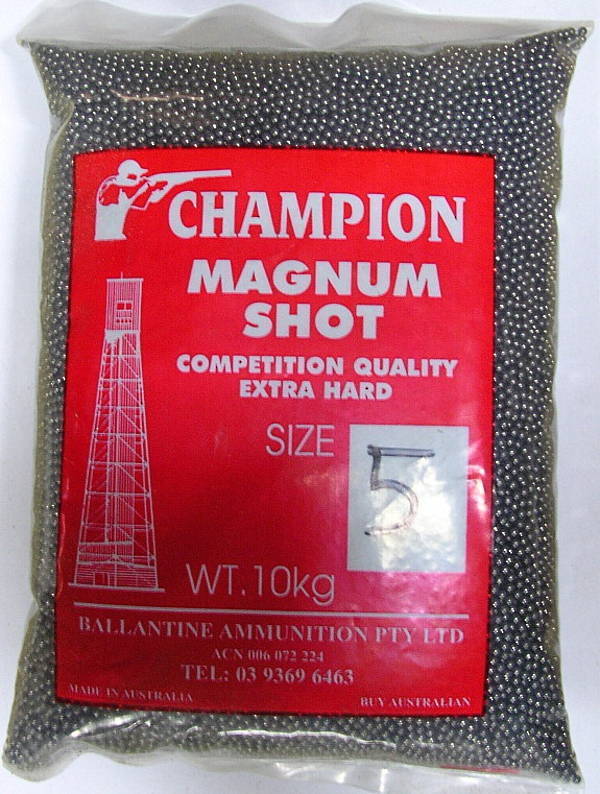 CHAMPION
MAGNUM
SHOT
COMPETITION QUALITY
EXTRA HARD
SIZE 5
WT. 10kg
BALLANTINE AMMUNITION PTY LTD
ACN 006 072 224
TEL: 03 9369 6463
MADE IN AUSTRALIA BUY AUSTRALIAN